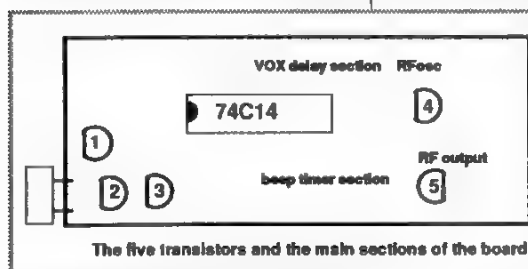 VOX delay section RFosc
74C14
4
1
RF output
2 3 beep timer section 5
The five transistors and the main sections of the board